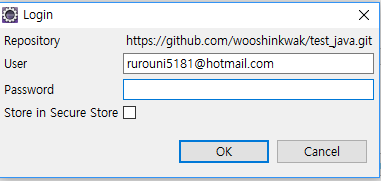 Login
Repository https://github.com/wooshinkwak/test_java.git
User rurouni5181@hotmail.com
Password
Store in Secure Store
OK Cancel